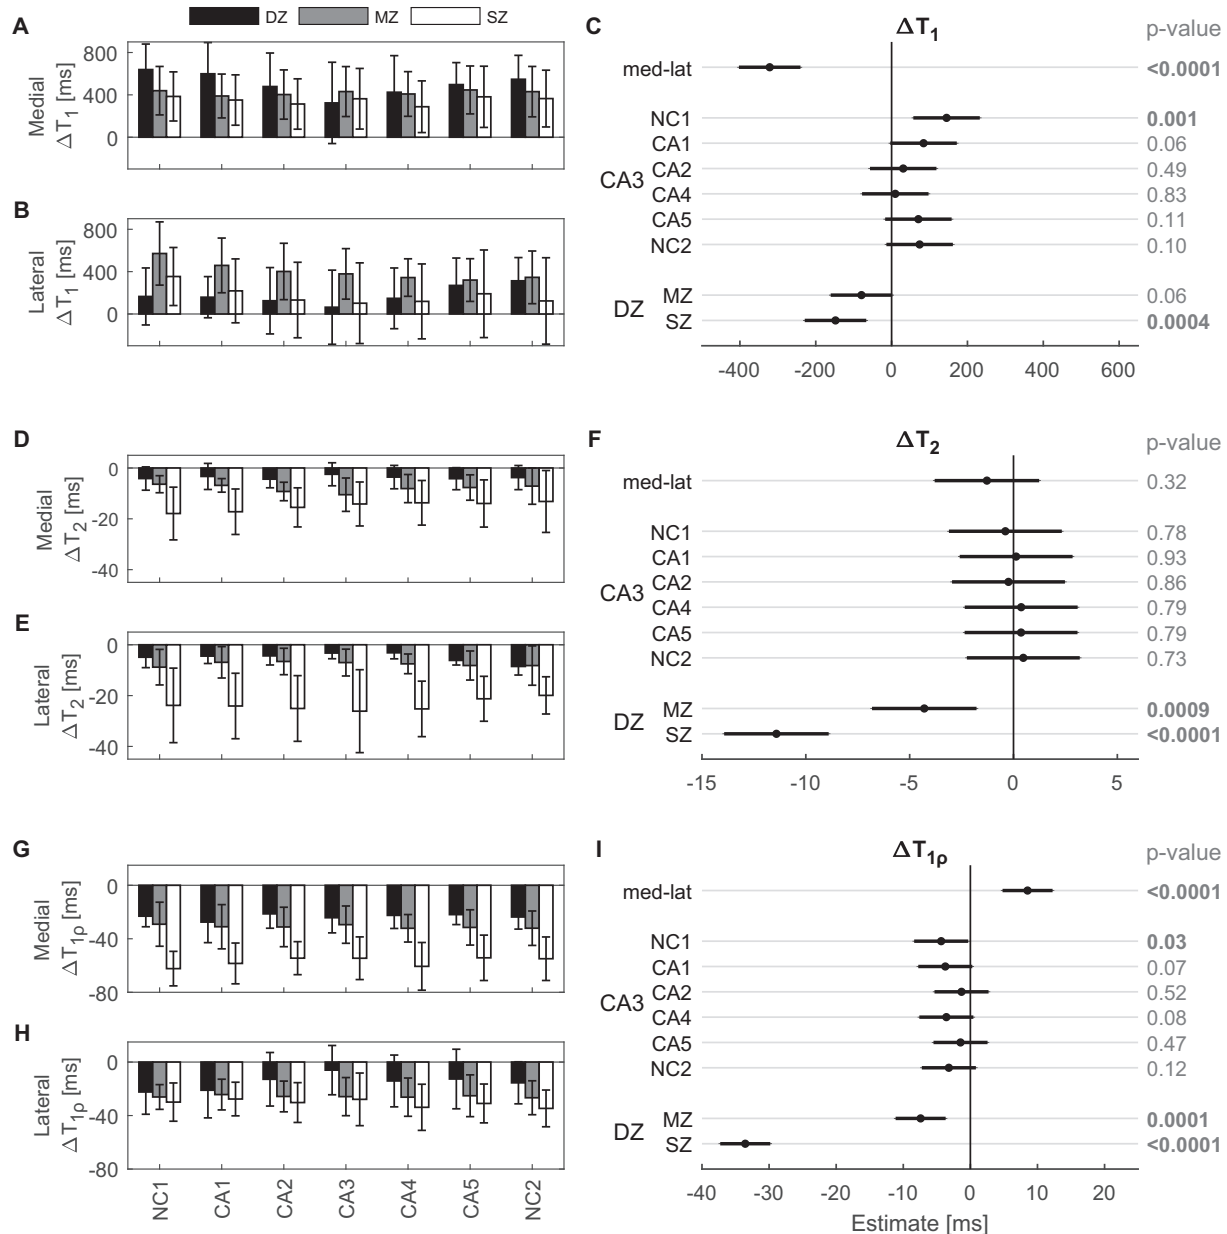 DZ MZ SZ
A
Medial
ΔT1 [ms]
800
400
0
B
Lateral
ΔT1 [ms]
800
400
0
C
ΔT1
p-value
med-lat <0.0001
CA3
NC1 0.001
CA1 0.06
CA2 0.49
CA4 0.83
CA5 0.11
NC2 0.10
DZ
MZ 0.06
SZ 0.0004
-400 -200 0 200 400 600
D
Medial
ΔT2 [ms]
0
-20
-40
E
Lateral
ΔT2 [ms]
0
-20
-40
F
ΔT2
p-value
med-lat 0.32
CA3
NC1 0.78
CA1 0.93
CA2 0.86
CA4 0.79
CA5 0.79
NC2 0.73
DZ
MZ 0.0009
SZ <0.0001
-15 -10 -5 0 5
G
Medial
ΔT1ρ [ms]
0
-40
-80
H
Lateral
ΔT1ρ [ms]
0
-40
-80
NC1 CA1 CA2 CA3 CA4 CA5 NC2
I
ΔT1ρ
p-value
med-lat <0.0001
CA3
NC1 0.03
CA1 0.07
CA2 0.52
CA4 0.08
CA5 0.47
NC2 0.12
DZ
MZ 0.0001
SZ <0.0001
-40 -30 -20 -10 0 10 20
Estimate [ms]